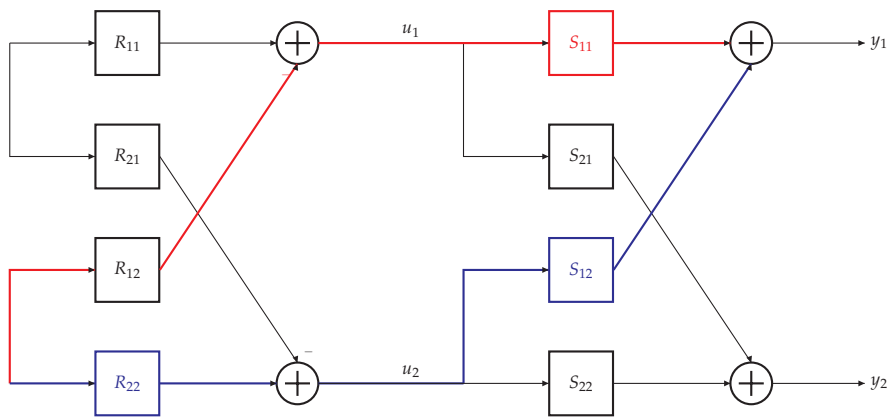 R₁₁ u₁ S₁₁ y₁
–
R₂₁ S₂₁
R₁₂ S₁₂
–
R₂₂ u₂ S₂₂ y₂